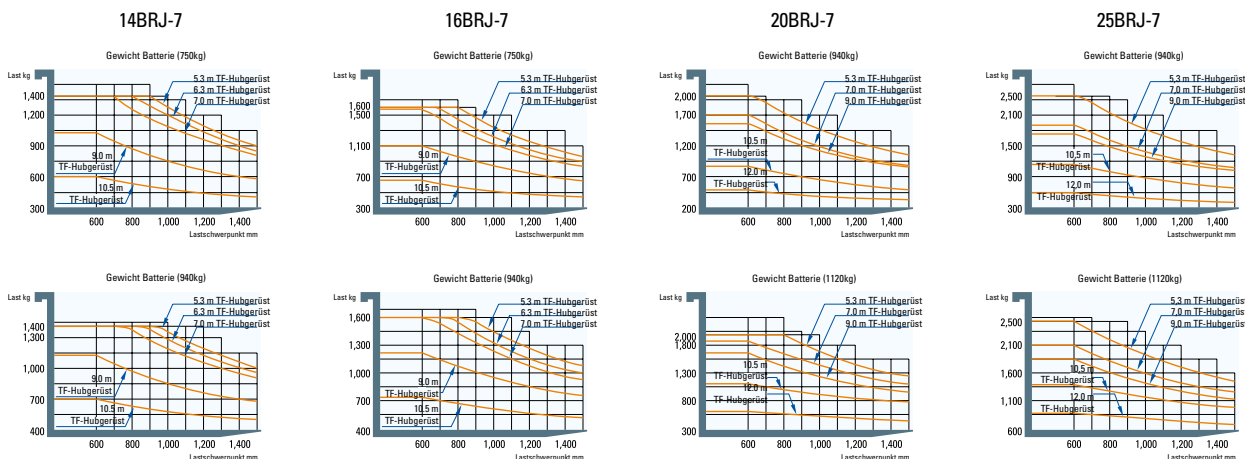 14BRJ-7
16BRJ-7
20BRJ-7
25BRJ-7
Gewicht Batterie (750kg)
Last kg
5.3 m TF-Hubgerüst
6.3 m TF-Hubgerüst
7.0 m TF-Hubgerüst
1,400
1,200
900
9.0 m
TF-Hubgerüst
600
10.5 m
TF-Hubgerüst
300
600 800 1,000 1,200 1,400
Lastschwerpunkt mm
Gewicht Batterie (750kg)
Last kg
5.3 m TF-Hubgerüst
6.3 m TF-Hubgerüst
7.0 m TF-Hubgerüst
1,600
1,500
1,100
9.0 m
TF-Hubgerüst
700
10.5 m
TF-Hubgerüst
300
600 800 1,000 1,200 1,400
Lastschwerpunkt mm
Gewicht Batterie (940kg)
Last kg
5.3 m TF-Hubgerüst
7.0 m TF-Hubgerüst
9.0 m TF-Hubgerüst
2,000
1,700
1,200
10.5 m
TF-Hubgerüst
700
12.0 m
TF-Hubgerüst
200
600 800 1,000 1,200 1,400
Lastschwerpunkt mm
Gewicht Batterie (940kg)
Last kg
5.3 m TF-Hubgerüst
7.0 m TF-Hubgerüst
9.0 m TF-Hubgerüst
2,500
2,100
1,500
10.5 m
TF-Hubgerüst
900
12.0 m
TF-Hubgerüst
300
600 800 1,000 1,200 1,400
Lastschwerpunkt mm
Gewicht Batterie (940kg)
Last kg
5.3 m TF-Hubgerüst
6.3 m TF-Hubgerüst
7.0 m TF-Hubgerüst
1,400
1,300
1,000
9.0 m
TF-Hubgerüst
700
10.5 m
TF-Hubgerüst
400
600 800 1,000 1,200 1,400
Lastschwerpunkt mm
Gewicht Batterie (940kg)
Last kg
5.3 m TF-Hubgerüst
6.3 m TF-Hubgerüst
7.0 m TF-Hubgerüst
1,600
1,300
1,000
9.0 m
TF-Hubgerüst
700
10.5 m
TF-Hubgerüst
400
600 800 1,000 1,200 1,400
Lastschwerpunkt mm
Gewicht Batterie (1120kg)
Last kg
5.3 m TF-Hubgerüst
7.0 m TF-Hubgerüst
9.0 m TF-Hubgerüst
2,000
1,800
1,300
10.5 m
TF-Hubgerüst
800
12.0 m
TF-Hubgerüst
300
600 800 1,000 1,200 1,400
Lastschwerpunkt mm
Gewicht Batterie (1120kg)
Last kg
5.3 m TF-Hubgerüst
7.0 m TF-Hubgerüst
9.0 m TF-Hubgerüst
2,500
2,100
1,600
10.5 m
TF-Hubgerüst
1,100
12.0 m
TF-Hubgerüst
600
600 800 1,000 1,200 1,400
Lastschwerpunkt mm